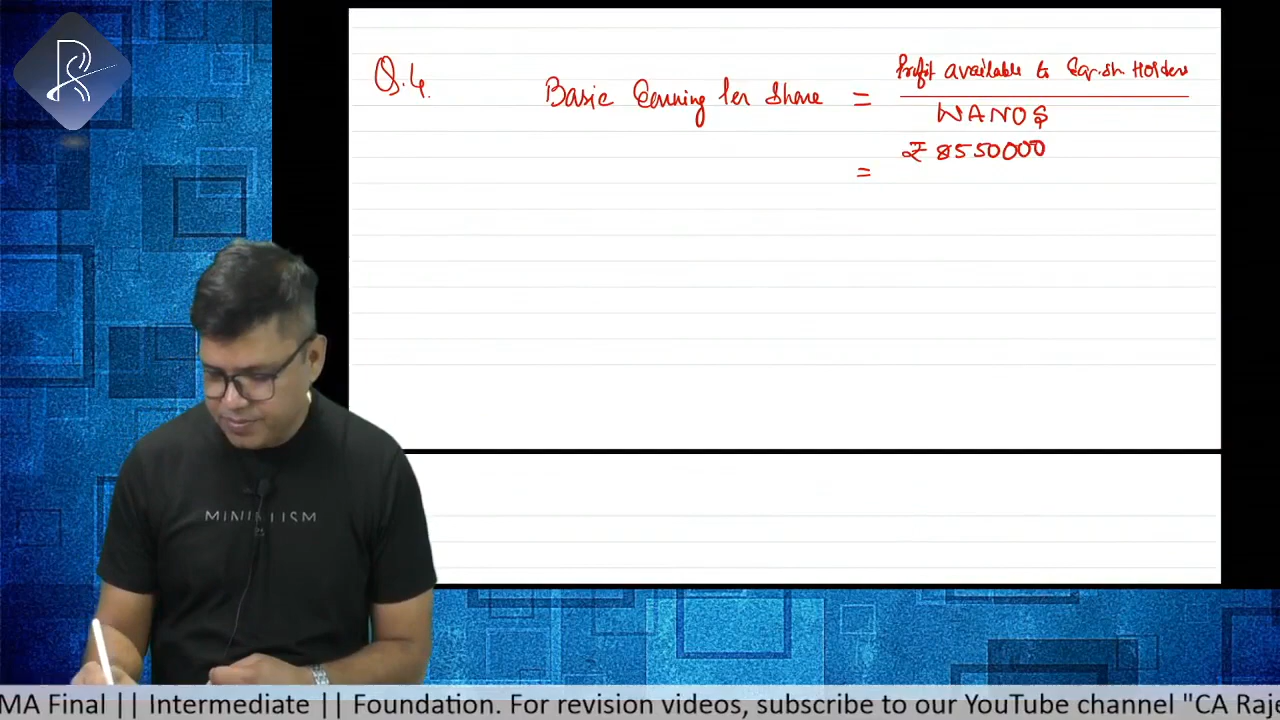 Q.4.
Basic Earning Per Share = Profit available to Eq. sh. Holders
WANOS
= ₹ 8550000
MINIMLISM
MA Final || Intermediate || Foundation. For revision videos, subscribe to our YouTube channel "CA Raje